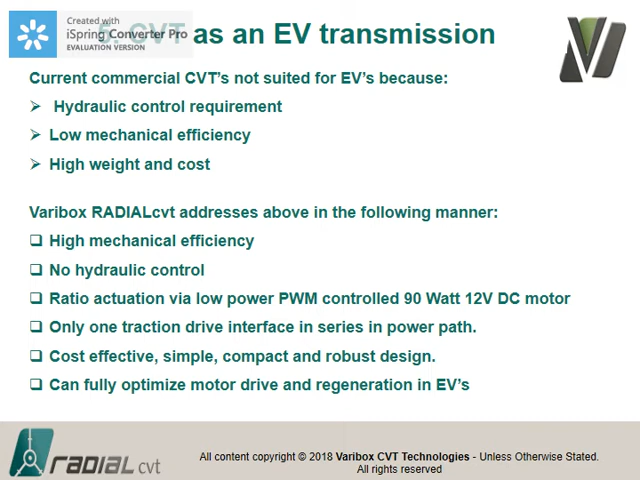 Created with
iSpring Converter Pro
EVALUATION VERSION
5. CVT as an EV transmission
Current commercial CVT's not suited for EV's because:
Hydraulic control requirement
Low mechanical efficiency
High weight and cost
Varibox RADIALcvt addresses above in the following manner:
High mechanical efficiency
No hydraulic control
Ratio actuation via low power PWM controlled 90 Watt 12V DC motor
Only one traction drive interface in series in power path.
Cost effective, simple, compact and robust design.
Can fully optimize motor drive and regeneration in EV's
RADIAL cvt
All content copyright © 2018 Varibox CVT Technologies - Unless Otherwise Stated.
All rights reserved